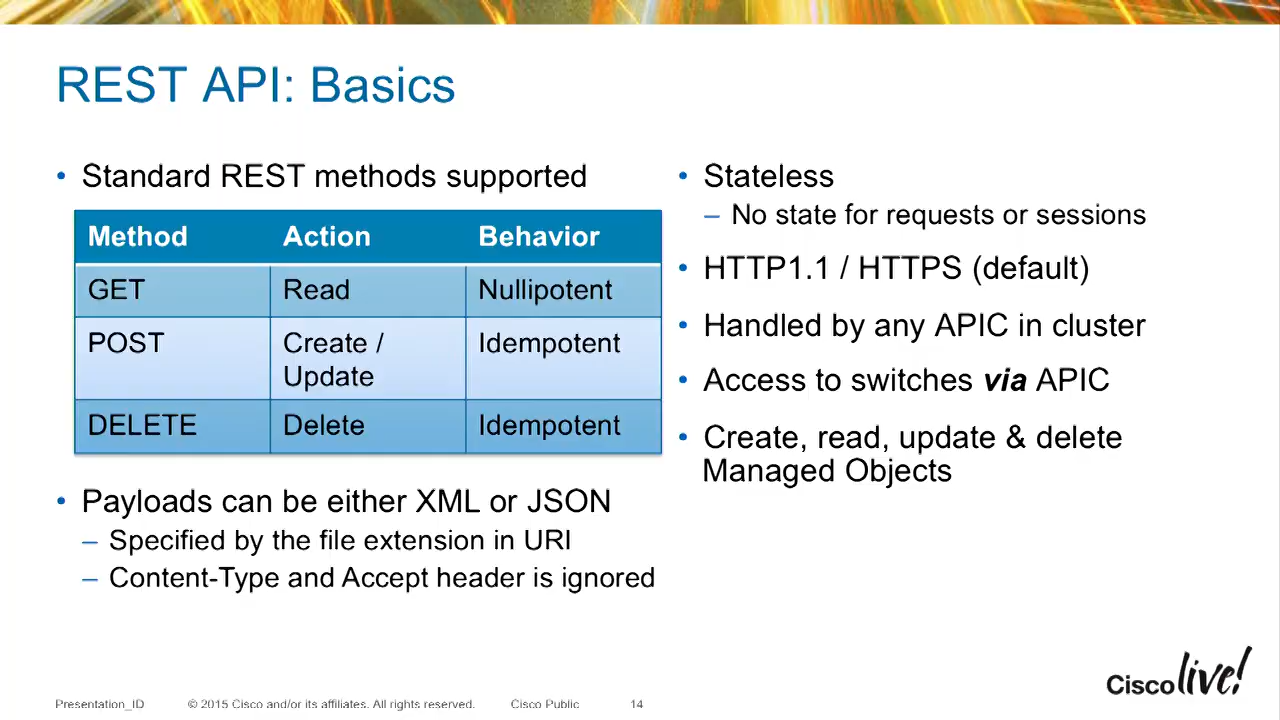 REST API: Basics
• Standard REST methods supported
Method Action Behavior
GET Read Nullipotent
POST Create / Idempotent
Update
DELETE Delete Idempotent
• Payloads can be either XML or JSON
– Specified by the file extension in URI
– Content-Type and Accept header is ignored
• Stateless
– No state for requests or sessions
• HTTP1.1 / HTTPS (default)
• Handled by any APIC in cluster
• Access to switches via APIC
• Create, read, update & delete
Managed Objects
Presentation_ID © 2015 Cisco and/or its affiliates. All rights reserved. Cisco Public 14
Cisco live!